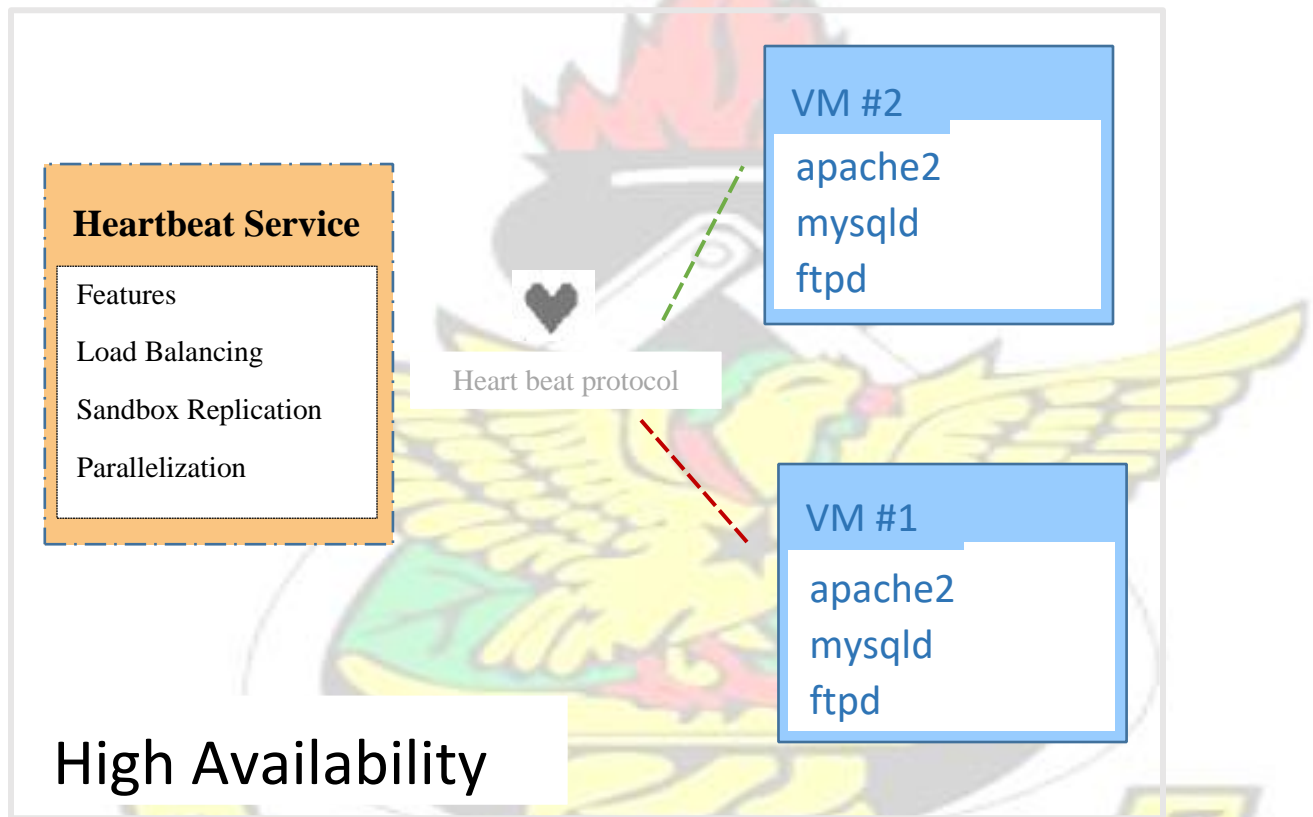 Heartbeat Service
Features
Load Balancing
Sandbox Replication
Parallelization
Heart beat protocol
VM #2
apache2
mysqld
ftpd
VM #1
apache2
mysqld
ftpd
High Availability